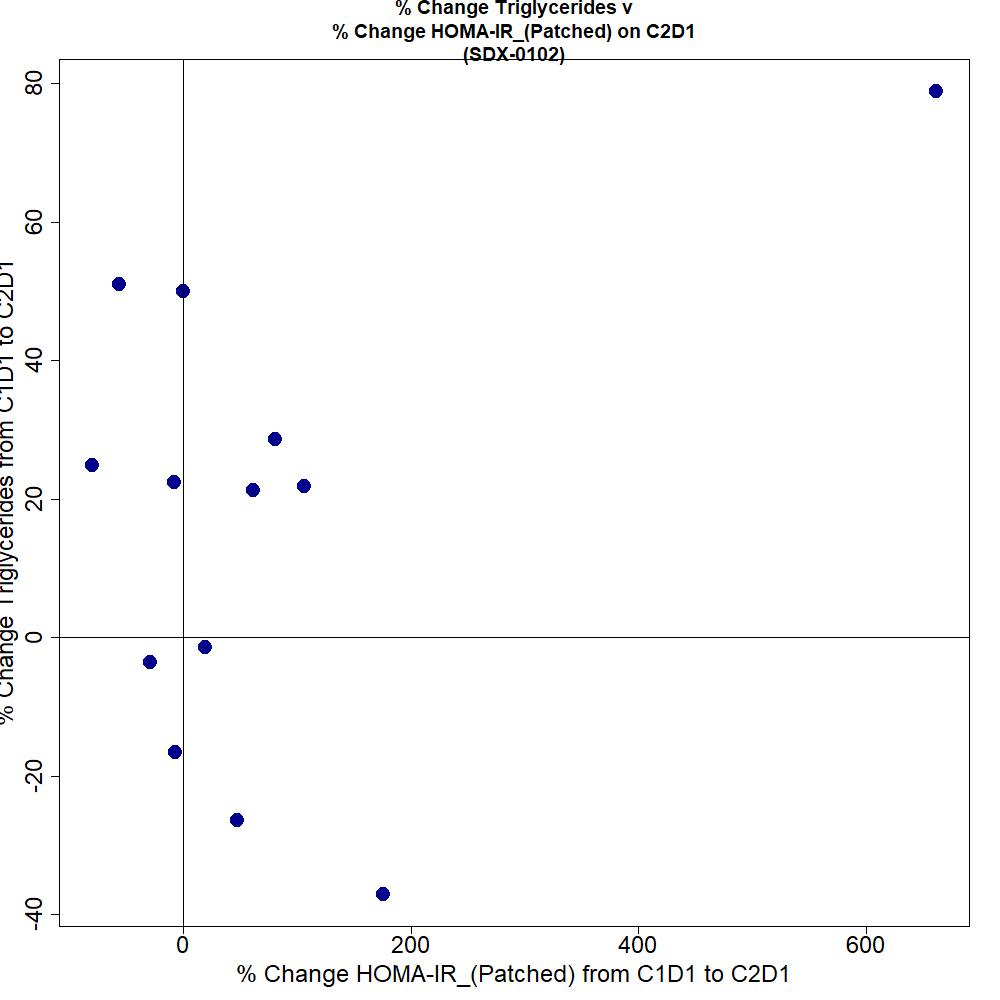 % Change Triglycerides v
% Change HOMA-IR_(Patched) on C2D1
(SDX-0102)
% Change Triglycerides from C1D1 to C2D1
80
60
40
20
0
-20
-40
0 200 400 600
% Change HOMA-IR_(Patched) from C1D1 to C2D1